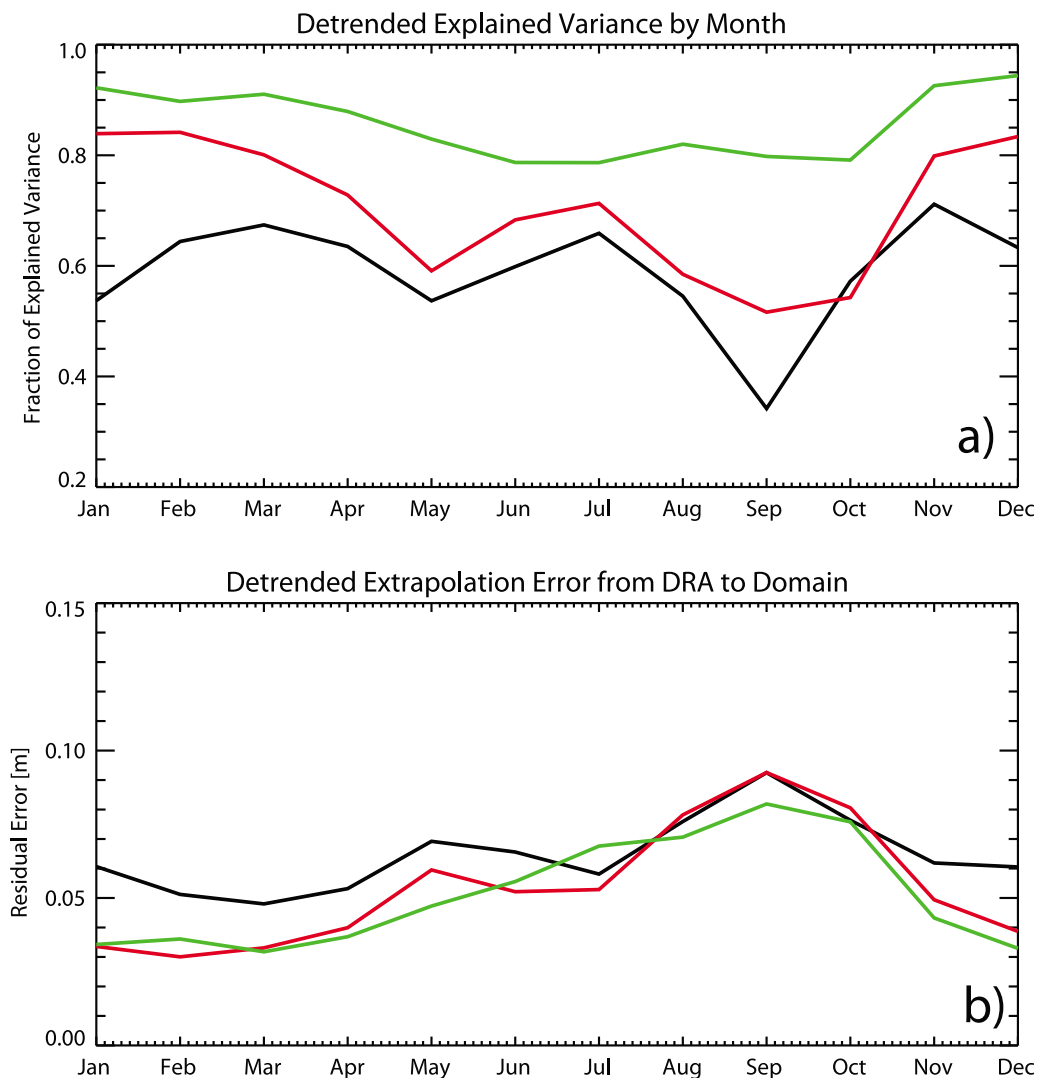 Detrended Explained Variance by Month
1.0
0.8
0.6
0.4
0.2
Fraction of Explained Variance
a)
Jan Feb Mar Apr May Jun Jul Aug Sep Oct Nov Dec
Detrended Extrapolation Error from DRA to Domain
0.15
0.10
0.05
0.00
Residual Error [m]
b)
Jan Feb Mar Apr May Jun Jul Aug Sep Oct Nov Dec